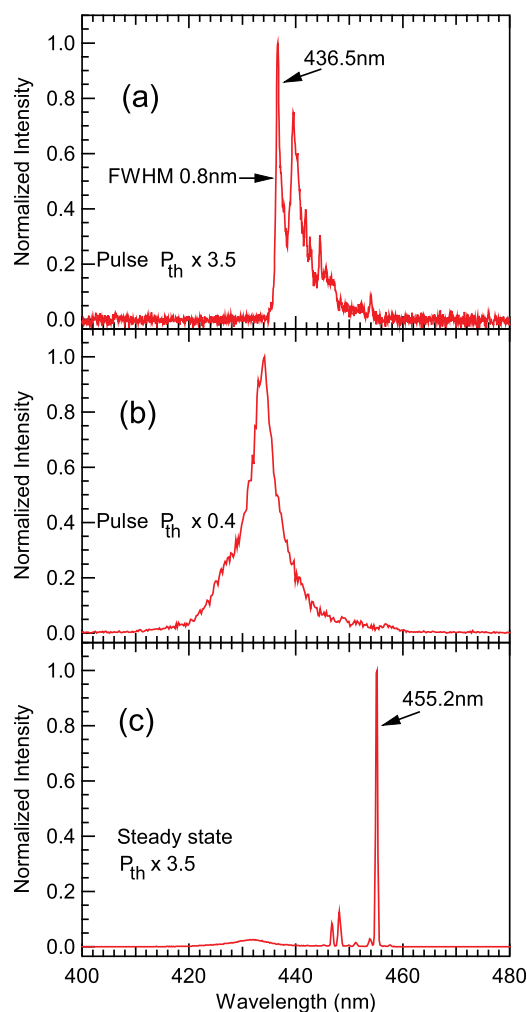 1.0
0.8
0.6
0.4
0.2
0.0
Normalized Intensity
(a)
436.5nm
FWHM 0.8nm
Pulse Pth x 3.5
1.0
0.8
0.6
0.4
0.2
0.0
Normalized Intensity
(b)
Pulse Pth x 0.4
1.0
0.8
0.6
0.4
0.2
0.0
Normalized Intensity
(c)
455.2nm
Steady state
Pth x 3.5
400 420 440 460 480
Wavelength (nm)